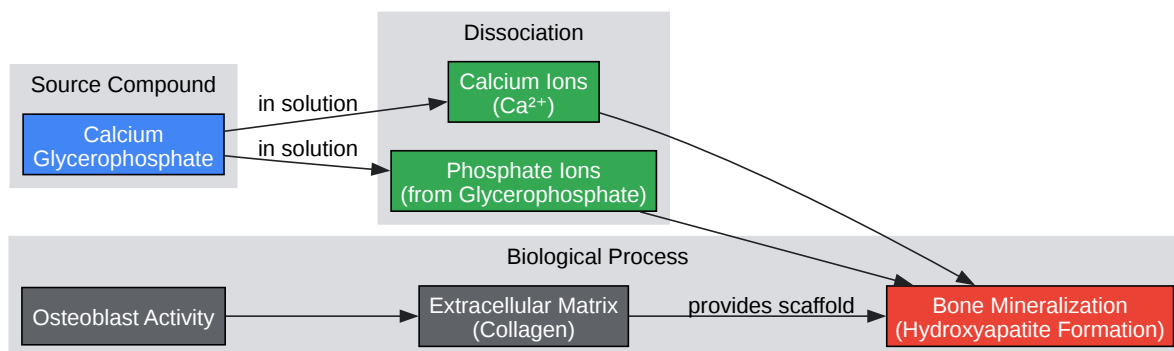 Dissociation
Source Compound
Calcium Ions
(Ca²⁺)
in solution
Calcium
Glycerophosphate
in solution
Phosphate Ions
(from Glycerophosphate)
Biological Process
Osteoblast Activity
Extracellular Matrix
(Collagen)
provides scaffold
Bone Mineralization
(Hydroxyapatite Formation)